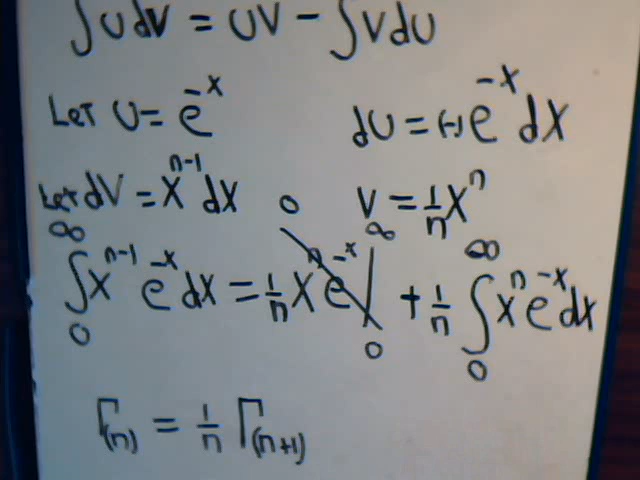 ∫UdV = UV - ∫VdU
Let U = e^-x dU = (-)e^-x dX
Let dV = X^n-1 dX V = 1/n X^n
∫_0^∞ X^n-1 e^-x dX = 1/n X^n e^-x |_0^∞ 0 + 1/n ∫_0^∞ X^n e^-x dX
Γ(n) = 1/n Γ(n+1)